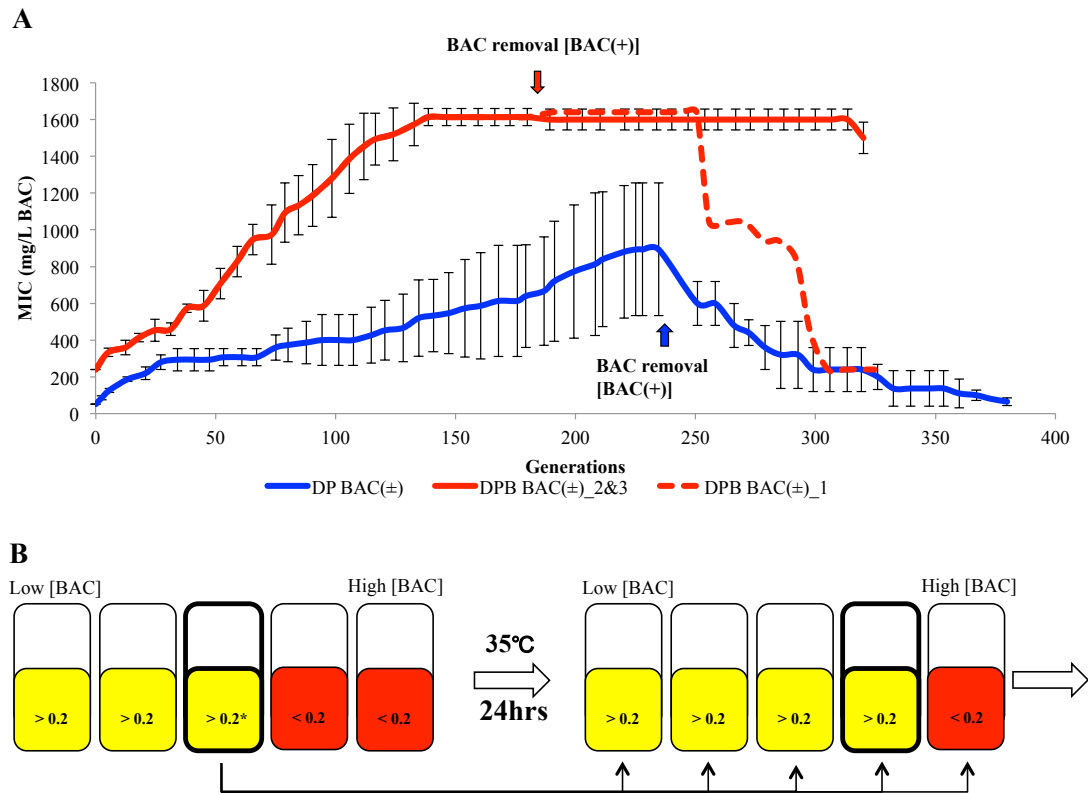 A
BAC removal [BAC(+)]
1800
1600
1400
1200
1000
800
600
400
200
0
MIC (mg/L BAC)
BAC removal
[BAC(+)]
0 50 100 150 200 250 300 350 400
Generations
DP BAC(±) DPB BAC(±)_2&3 DPB BAC(±)_1
B
Low [BAC] High [BAC]
> 0.2 > 0.2 > 0.2* < 0.2 < 0.2
35℃
24hrs
Low [BAC] High [BAC]
> 0.2 > 0.2 > 0.2 > 0.2 < 0.2